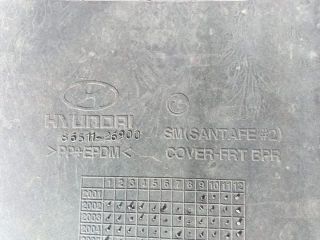 HYUNDAI
86511-26900
SM(SANTAFE #2)
>PP+EPDM<
COVER-FRT BPR
1 2 3 4 5 6 7 8 9 10 11 12
2001
2002
2003
2004